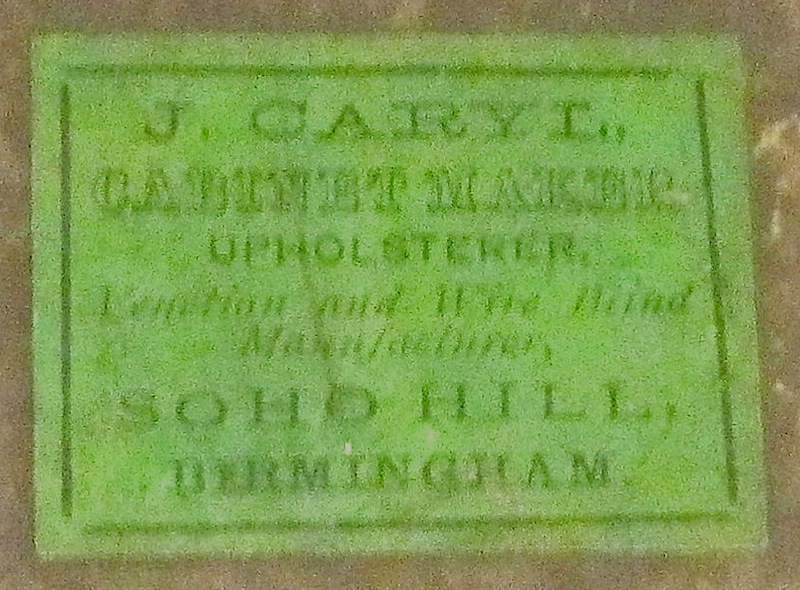 J. CARYL,
CABINET MAKER
UPHOLSTERER,
Venetian and Wire Blind
Manufacturer,
SOHO HILL,
BIRMINGHAM.